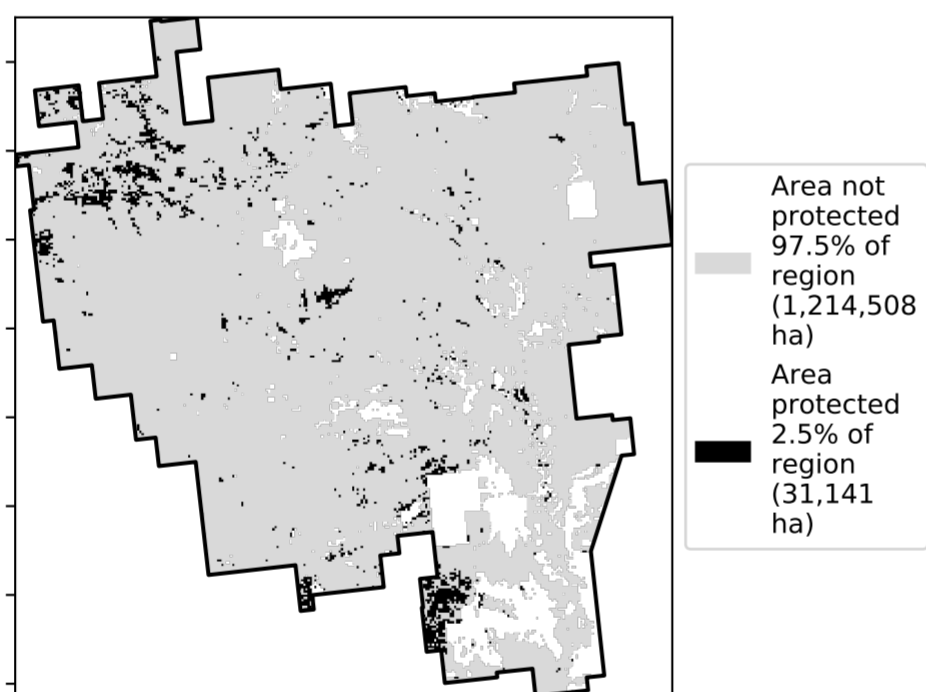 Area not
protected
97.5% of
region
(1,214,508
ha)
Area
protected
2.5% of
region
(31,141
ha)